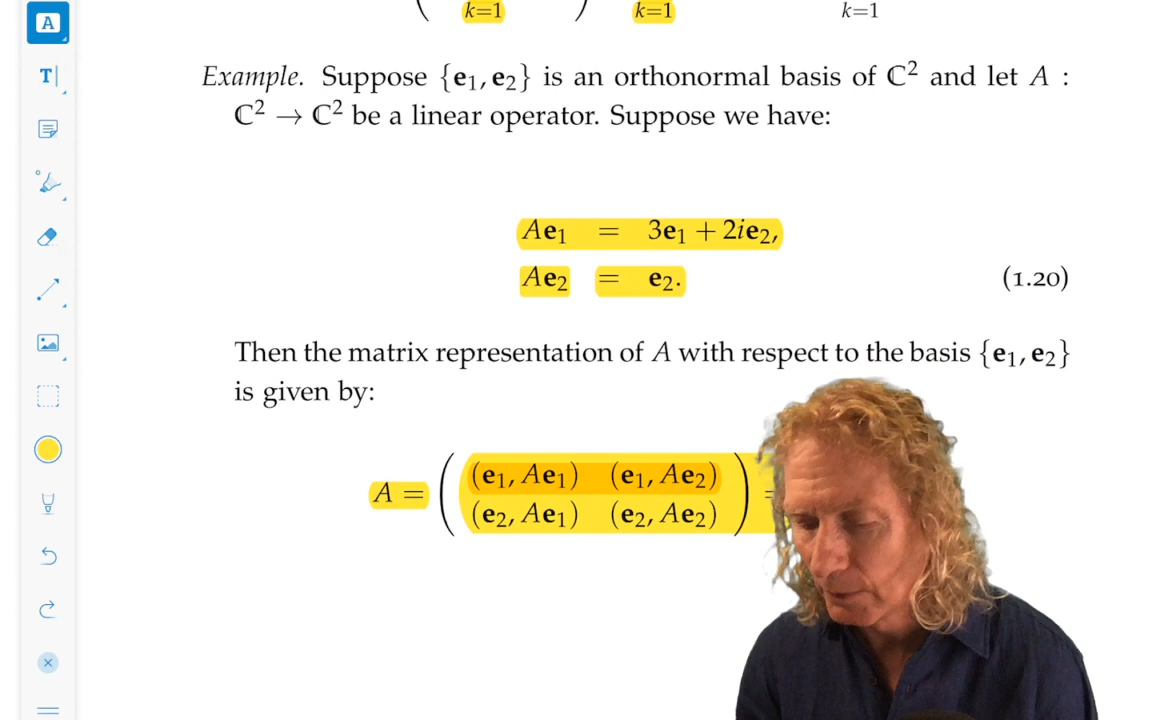 k=1 k=1 k=1
Example. Suppose {e₁, e₂} is an orthonormal basis of ℂ² and let A :
ℂ² → ℂ² be a linear operator. Suppose we have:
Ae₁ = 3e₁ + 2ie₂,
Ae₂ = e₂. (1.20)
Then the matrix representation of A with respect to the basis {e₁, e₂}
is given by:
A = ( (e₁, Ae₁) (e₁, Ae₂)
(e₂, Ae₁) (e₂, Ae₂) ) =
A
T